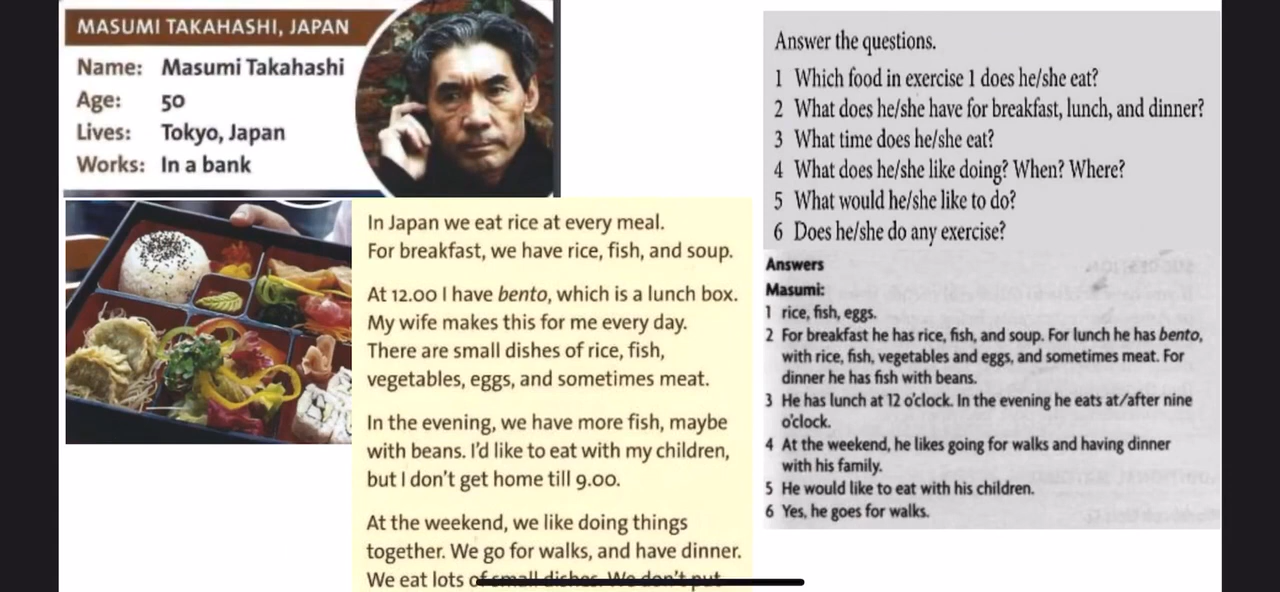 MASUMI TAKAHASHI, JAPAN
Name: Masumi Takahashi
Age: 50
Lives: Tokyo, Japan
Works: In a bank
In Japan we eat rice at every meal.
For breakfast, we have rice, fish, and soup.
At 12.00 I have bento, which is a lunch box.
My wife makes this for me every day.
There are small dishes of rice, fish,
vegetables, eggs, and sometimes meat.
In the evening, we have more fish, maybe
with beans. I'd like to eat with my children,
but I don't get home till 9.00.
At the weekend, we like doing things
together. We go for walks, and have dinner.
We eat lots of small dishes. We don't put
Answer the questions.
1 Which food in exercise 1 does he/she eat?
2 What does he/she have for breakfast, lunch, and dinner?
3 What time does he/she eat?
4 What does he/she like doing? When? Where?
5 What would he/she like to do?
6 Does he/she do any exercise?
Answers
Masumi:
1 rice, fish, eggs.
2 For breakfast he has rice, fish, and soup. For lunch he has bento,
with rice, fish, vegetables and eggs, and sometimes meat. For
dinner he has fish with beans.
3 He has lunch at 12 o'clock. In the evening he eats at/after nine
o'clock.
4 At the weekend, he likes going for walks and having dinner
with his family.
5 He would like to eat with his children.
6 Yes, he goes for walks.